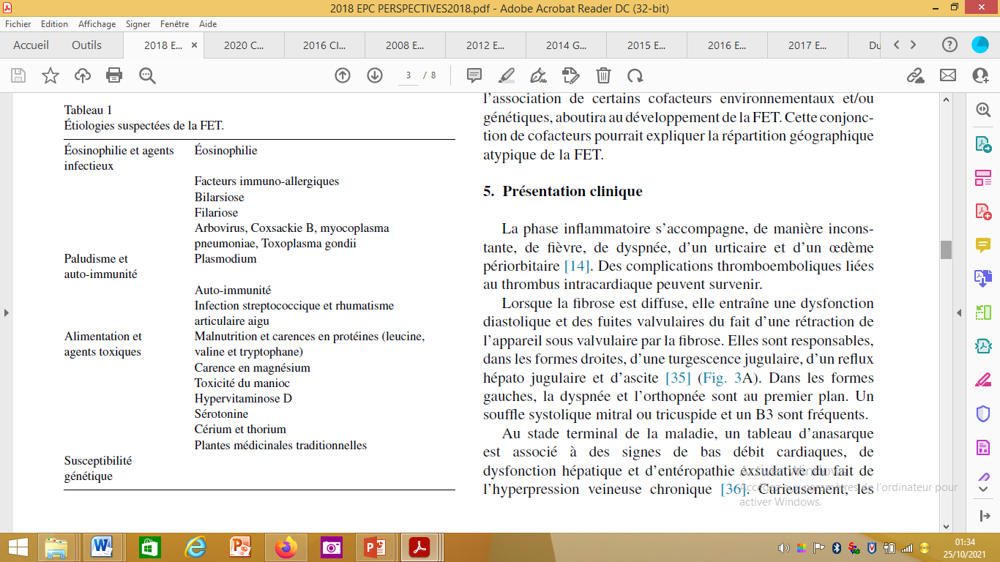 2018 EPC PERSPECTIVES2018.pdf - Adobe Acrobat Reader DC (32-bit)
Fichier Edition Affichage Signer Fenêtre Aide
Accueil Outils 2018 E... × 2020 C... 2016 Cl... 2008 E... 2012 E... 2014 G... 2015 E... 2016 E... 2017 E... Du
3 / 8
Tableau 1
Étiologies suspectées de la FET.
Éosinophilie et agents Éosinophilie
infectieux
Facteurs immuno-allergiques
Bilarsiose
Filariose
Arbovirus, Coxsackie B, myocoplasma
pneumoniae, Toxoplasma gondii
Paludisme et Plasmodium
auto-immunité
Auto-immunité
Infection streptococcique et rhumatisme
articulaire aigu
Alimentation et Malnutrition et carences en protéines (leucine,
agents toxiques valine et tryptophane)
Carence en magnésium
Toxicité du manioc
Hypervitaminose D
Sérotonine
Cérium et thorium
Plantes médicinales traditionnelles
Susceptibilité
génétique
l'association de certains cofacteurs environnementaux et/ou
génétiques, aboutira au développement de la FET. Cette conjonc-
tion de cofacteurs pourrait expliquer la répartition géographique
atypique de la FET.
5. Présentation clinique
La phase inflammatoire s'accompagne, de manière incons-
tante, de fièvre, de dyspnée, d'un urticaire et d'un œdème
périorbitaire [14]. Des complications thromboemboliques liées
au thrombus intracardiaque peuvent survenir.
Lorsque la fibrose est diffuse, elle entraîne une dysfonction
diastolique et des fuites valvulaires du fait d'une rétraction de
l'appareil sous valvulaire par la fibrose. Elles sont responsables,
dans les formes droites, d'une turgescence jugulaire, d'un reflux
hépato jugulaire et d'ascite [35] (Fig. 3A). Dans les formes
gauches, la dyspnée et l'orthopnée sont au premier plan. Un
souffle systolique mitral ou tricuspide et un B3 sont fréquents.
Au stade terminal de la maladie, un tableau d'anasarque
est associé à des signes de bas débit cardiaques, de
dysfonction hépatique et d'entéropathie exsudative du fait de
l'hyperpression veineuse chronique [36]. Curieusement, les
Activer Windows
Accédez aux paramètres de l'ordinateur pour
activer Windows.
01:34
25/10/2021